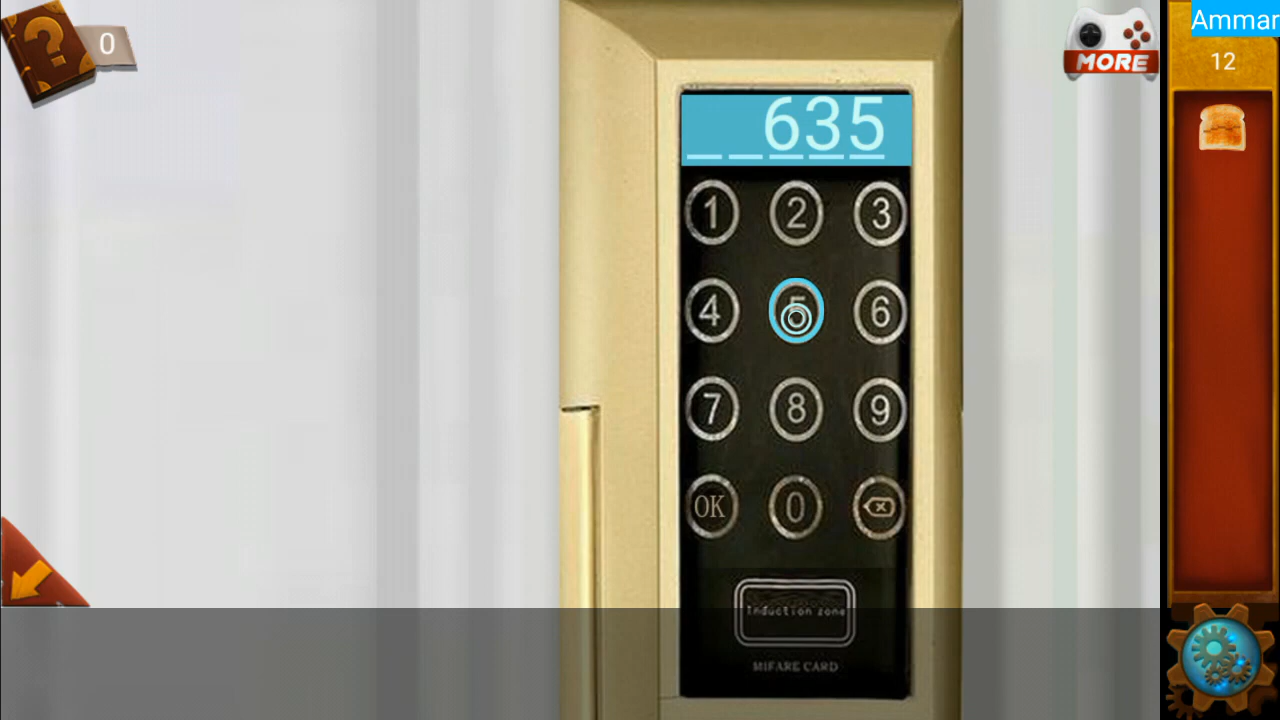 0
MORE
Ammar
12
__635
1 2 3
4 5 6
7 8 9
OK 0
Induction zone
MIFARE CARD